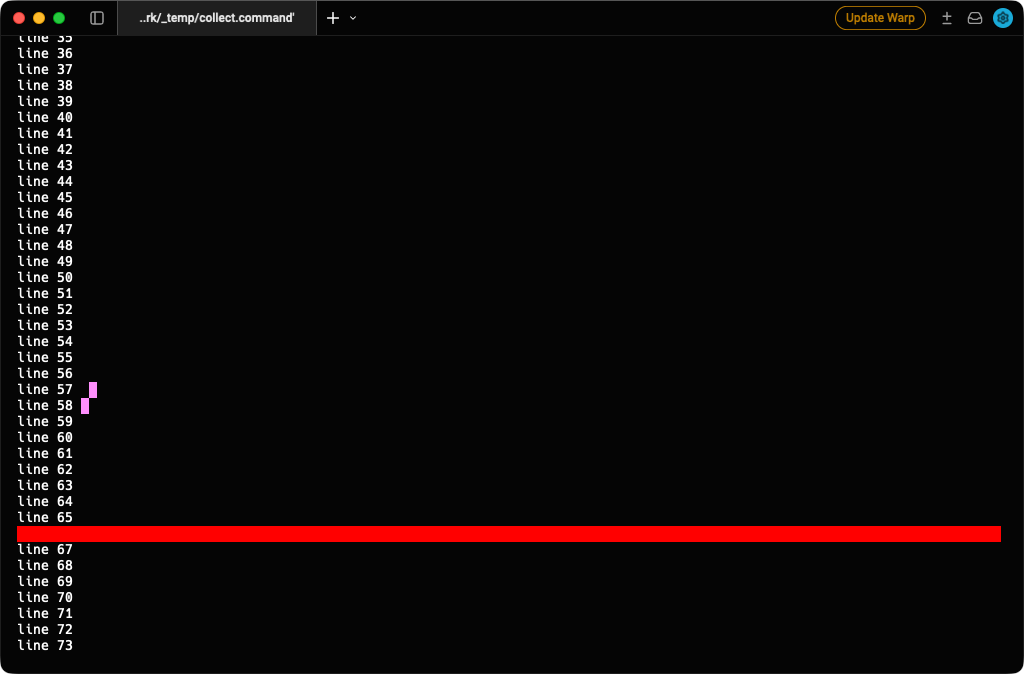 ..rk/_temp/collect.command'
Update Warp
line 35
line 36
line 37
line 38
line 39
line 40
line 41
line 42
line 43
line 44
line 45
line 46
line 47
line 48
line 49
line 50
line 51
line 52
line 53
line 54
line 55
line 56
line 57
line 58
line 59
line 60
line 61
line 62
line 63
line 64
line 65
line 67
line 68
line 69
line 70
line 71
line 72
line 73